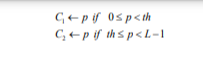 C₁ ← p if 0 ≤ p < th
C₂ ← p if th ≤ p < L − 1